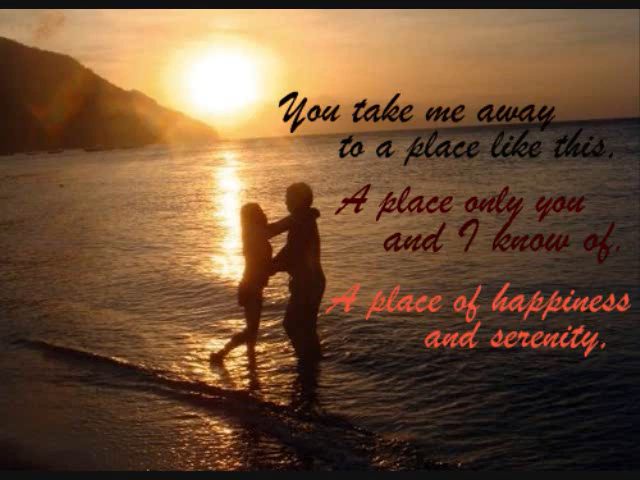 You take me away
to a place like this.
A place only you
and I know of.
A place of happiness
and serenity.